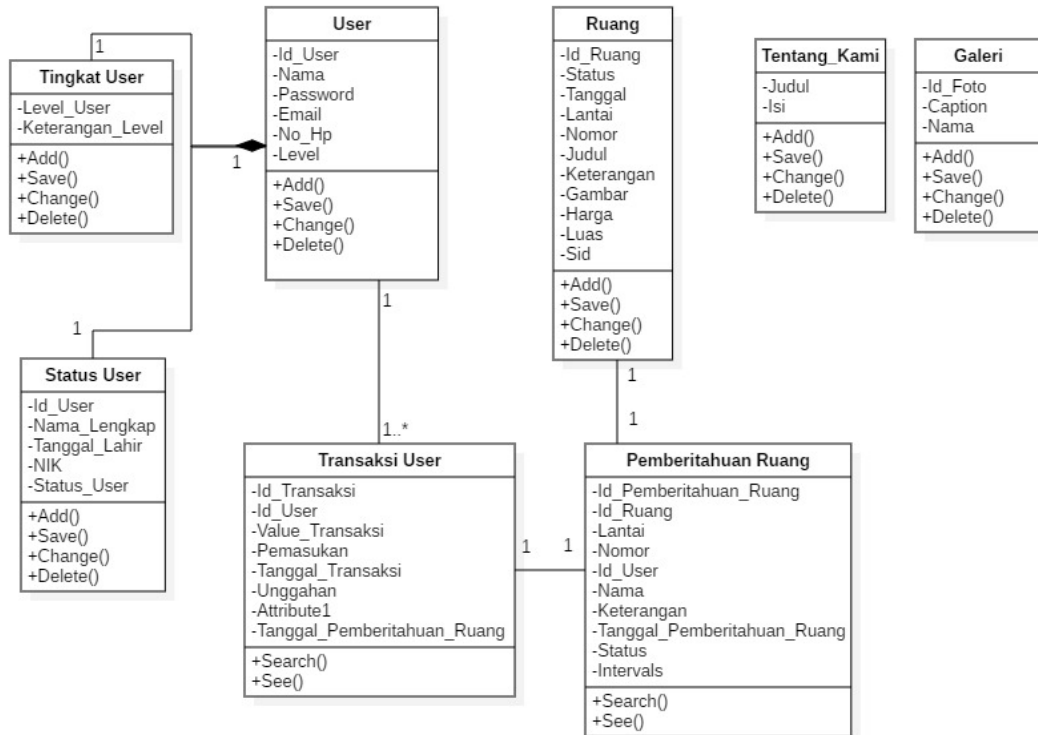 1
Tingkat User
-Level_User
-Keterangan_Level
+Add()
+Save()
+Change()
+Delete()
User
-Id_User
-Nama
-Password
-Email
-No_Hp
-Level
+Add()
+Save()
+Change()
+Delete()
1
1
1..*
Ruang
-Id_Ruang
-Status
-Tanggal
-Lantai
-Nomor
-Judul
-Keterangan
-Gambar
-Harga
-Luas
-Sid
+Add()
+Save()
+Change()
+Delete()
1
1
Tentang_Kami
-Judul
-Isi
+Add()
+Save()
+Change()
+Delete()
Galeri
-Id_Foto
-Caption
-Nama
+Add()
+Save()
+Change()
+Delete()
1
Status User
-Id_User
-Nama_Lengkap
-Tanggal_Lahir
-NIK
-Status_User
+Add()
+Save()
+Change()
+Delete()
Transaksi User
-Id_Transaksi
-Id_User
-Value_Transaksi
-Pemasukan
-Tanggal_Transaksi
-Unggahan
-Attribute1
-Tanggal_Pemberitahuan_Ruang
+Search()
+See()
1 1
Pemberitahuan Ruang
-Id_Pemberitahuan_Ruang
-Id_Ruang
-Lantai
-Nomor
-Id_User
-Nama
-Keterangan
-Tanggal_Pemberitahuan_Ruang
-Status
-Intervals
+Search()
+See()